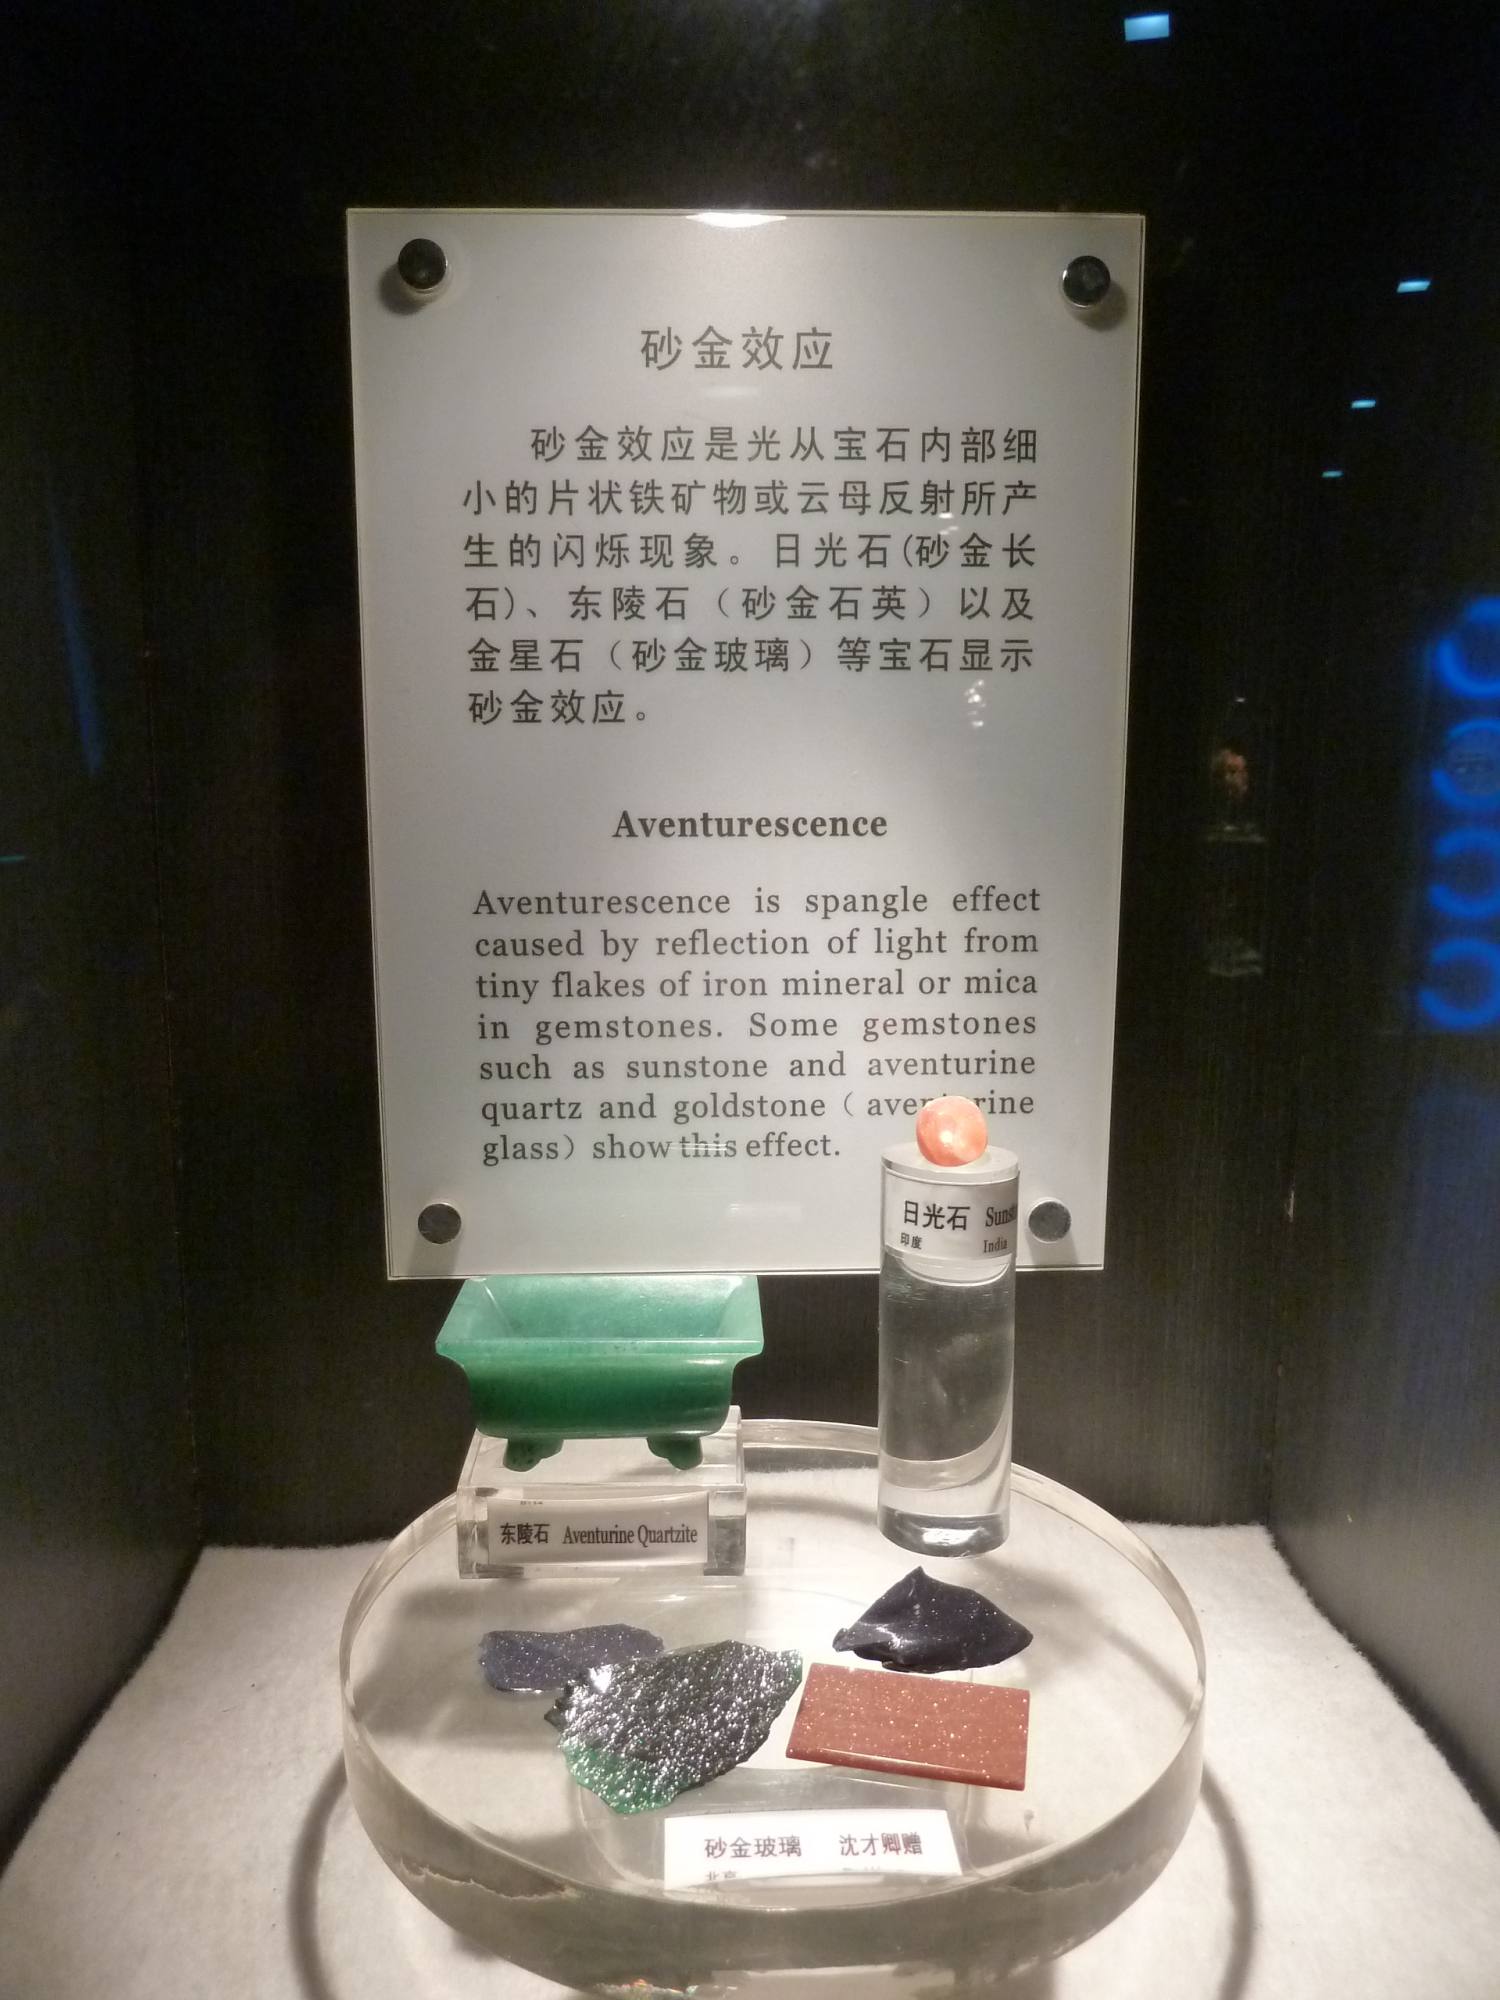 砂金效应
砂金效应是光从宝石内部细
小的片状铁矿物或云母反射所产
生的闪烁现象。日光石(砂金长
石)、东陵石（砂金石英）以及
金星石（砂金玻璃）等宝石显示
砂金效应。
Aventurescence
Aventurescence is spangle effect
caused by reflection of light from
tiny flakes of iron mineral or mica
in gemstones. Some gemstones
such as sunstone and aventurine
quartz and goldstone（aventurine
glass）show this effect.
日光石
印度 India
东陵石 Aventurine Quartzite
砂金玻璃 沈才卿赠
北京